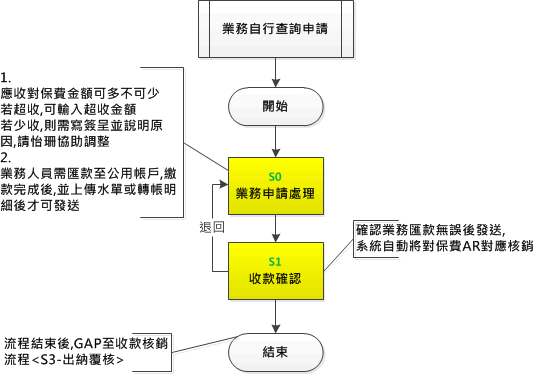 業務自行查詢申請
1.
應收對保費金額可多不可少
若超收,可輸入超收金額
若少收,則需寫簽呈並說明原
因,請怡珊協助調整
2.
業務人員需匯款至公用帳戶,繳
款完成後,並上傳水單或轉帳明
細後才可發送
開始
S0
業務申請處理
退回
S1
收款確認
確認業務匯款無誤後發送,
系統自動將對保費AR對應核銷
流程結束後,GAP至收款核銷
流程<S3-出納覆核>
結束